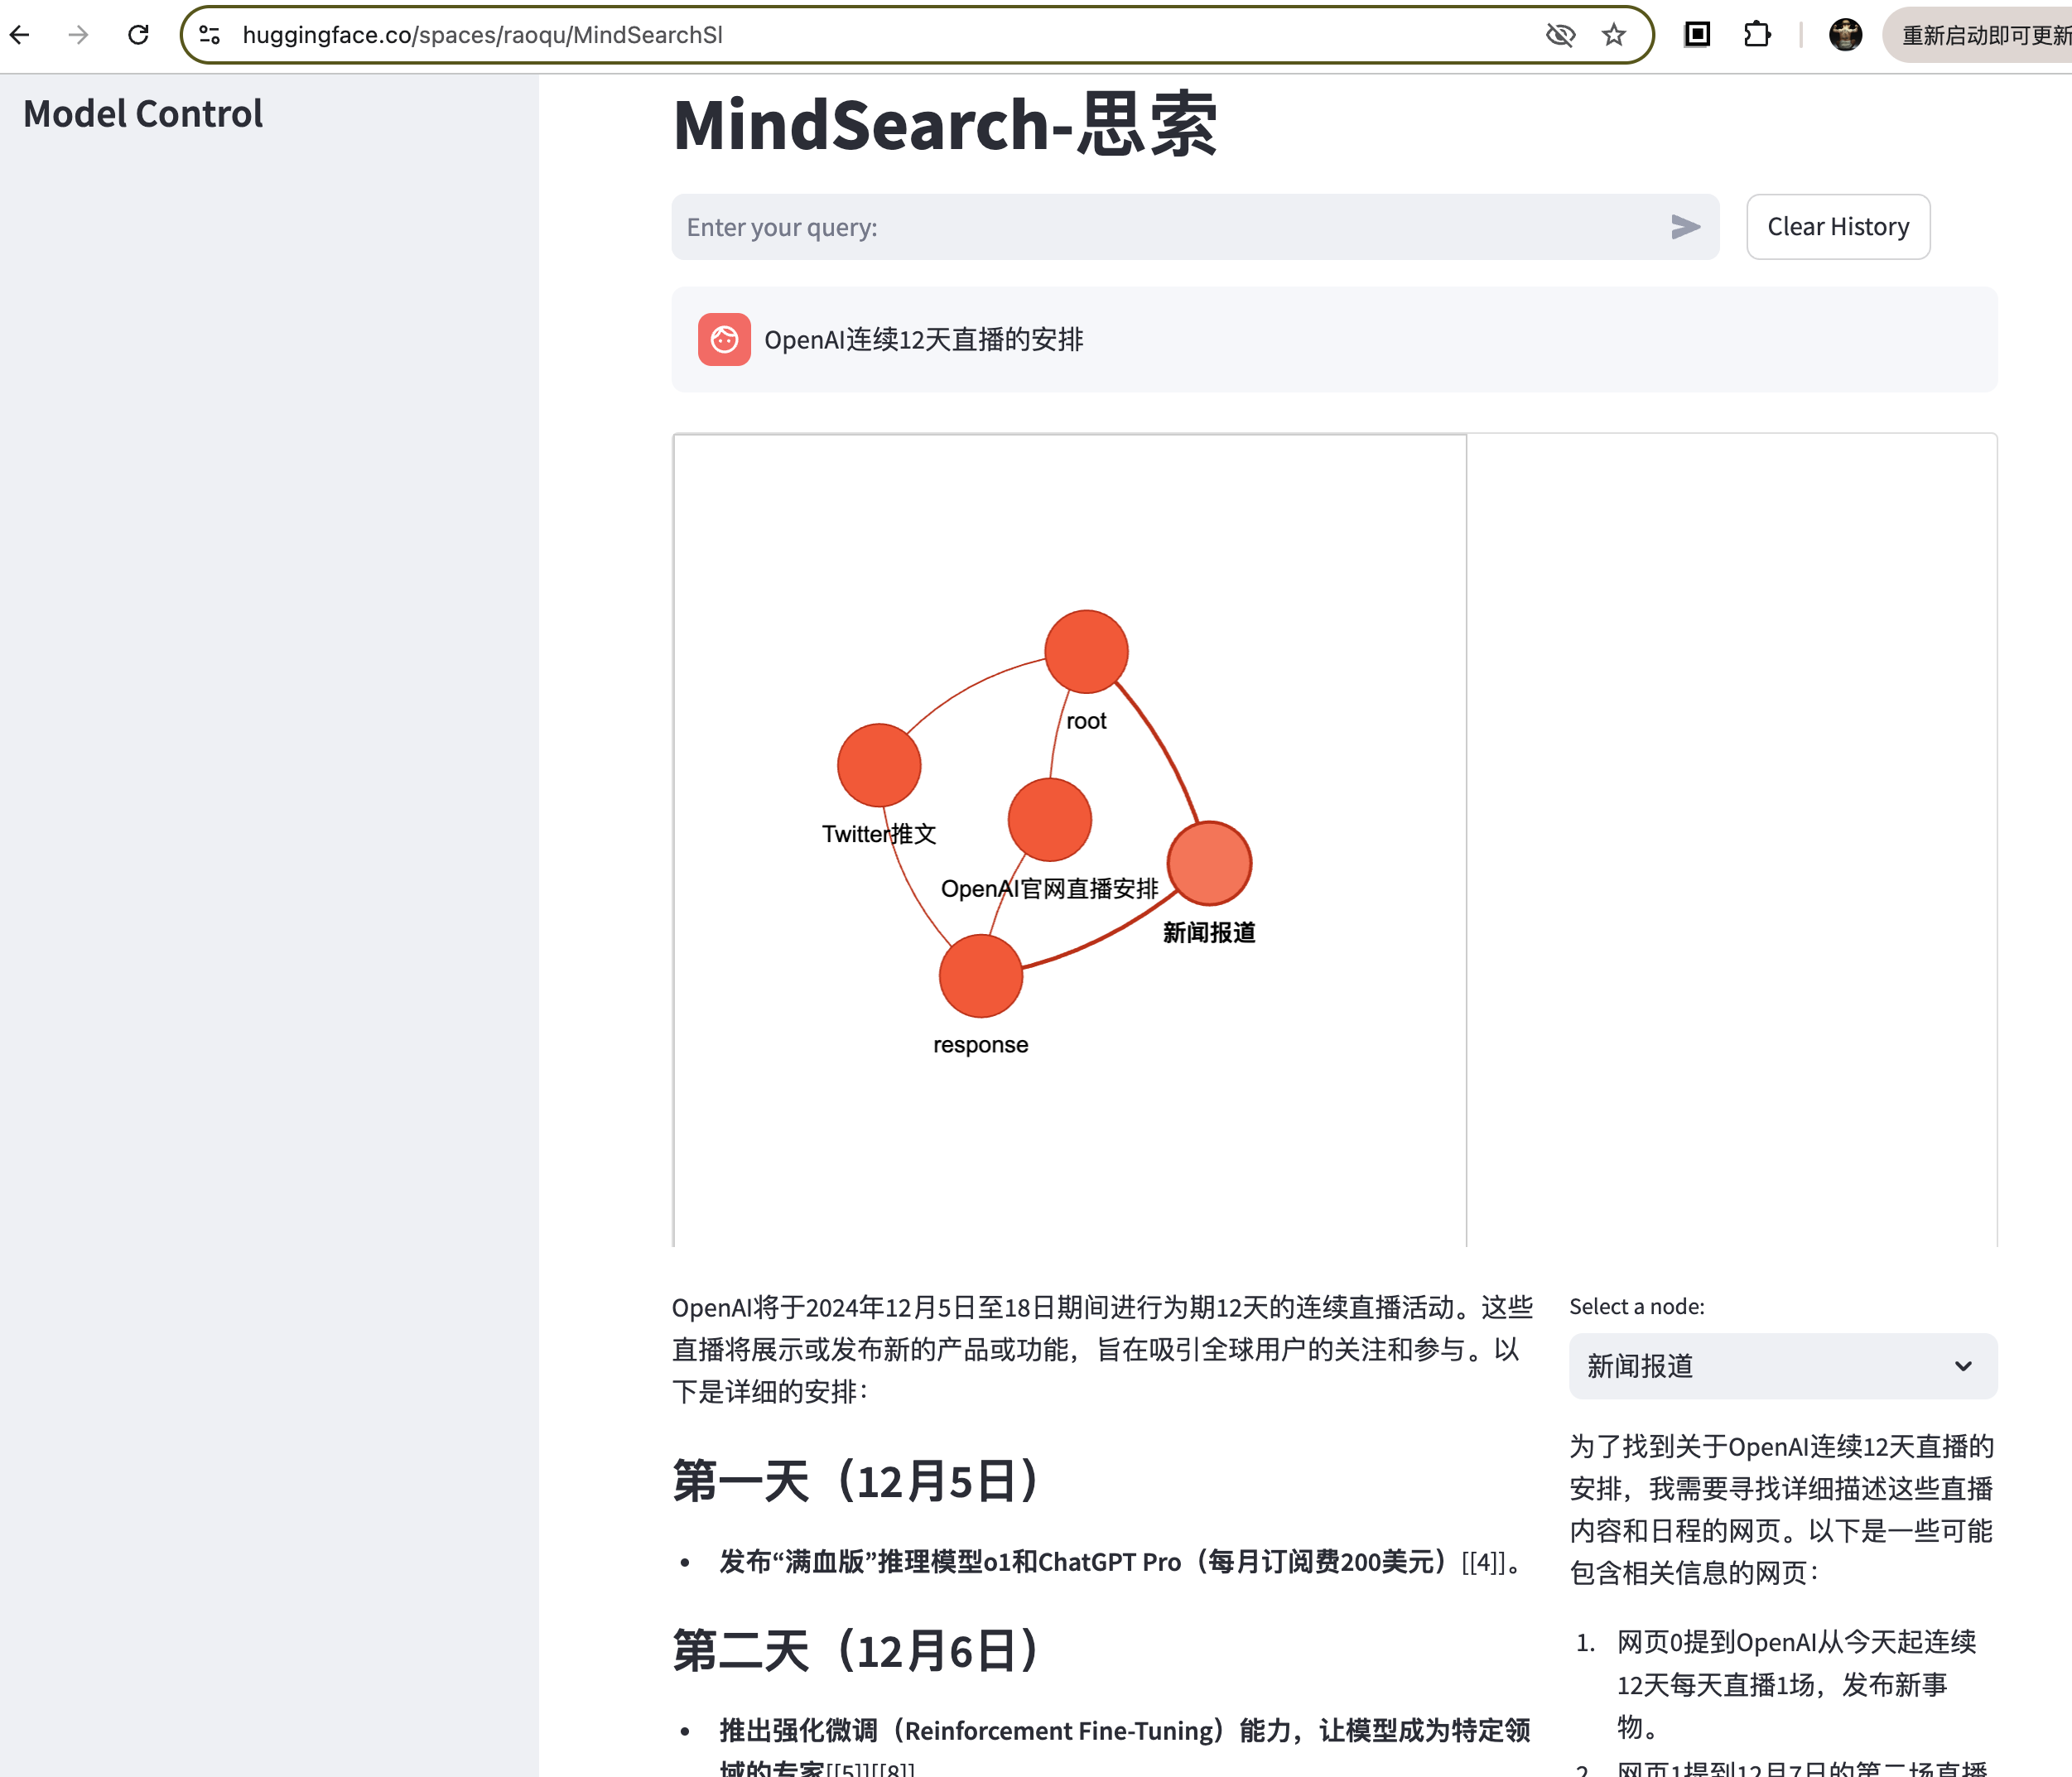 huggingface.co/spaces/raoqu/MindSearchSl
重新启动即可更新
Model Control
MindSearch-思索
Enter your query:
Clear History
OpenAI连续12天直播的安排
root
Twitter推文
OpenAI官网直播安排
新闻报道
response
OpenAI将于2024年12月5日至18日期间进行为期12天的连续直播活动。这些
直播将展示或发布新的产品或功能，旨在吸引全球用户的关注和参与。以
下是详细的安排：
第一天（12月5日）
• 发布“满血版”推理模型o1和ChatGPT Pro（每月订阅费200美元）[[4]]。
第二天（12月6日）
• 推出强化微调（Reinforcement Fine-Tuning）能力，让模型成为特定领
域的专家[[5]][[8]]
Select a node:
新闻报道
为了找到关于OpenAI连续12天直播的
安排，我需要寻找详细描述这些直播
内容和日程的网页。以下是一些可能
包含相关信息的网页：
1. 网页0提到OpenAI从今天起连续
12天每天直播1场，发布新事
物。
2. 网页1提到12月7日的第二场直播